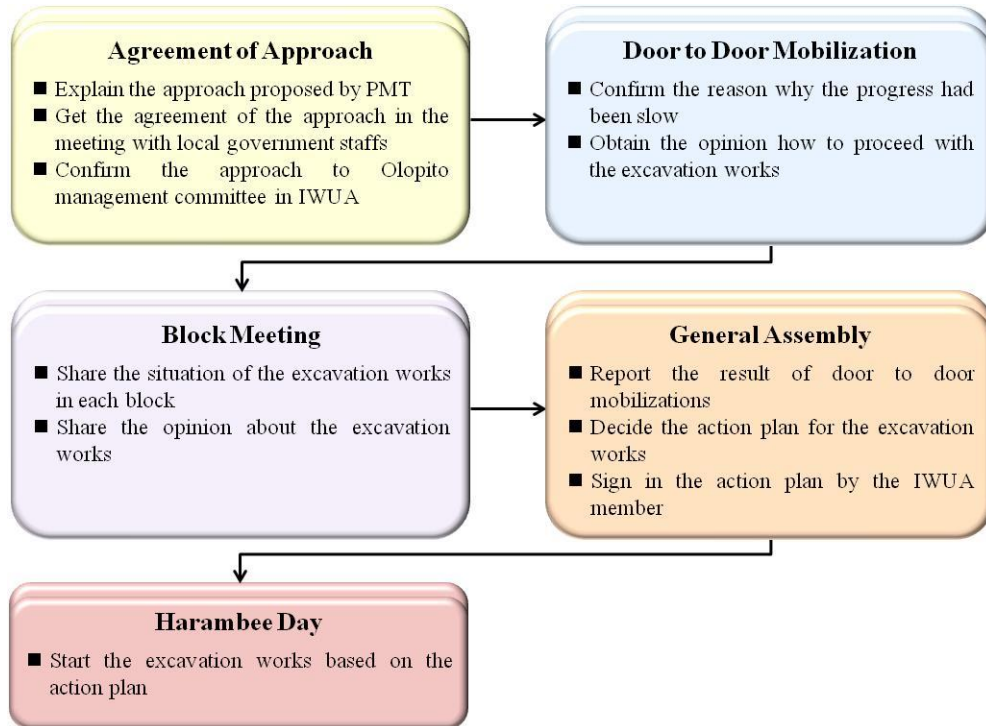 Agreement of Approach
■ Explain the approach proposed by PMT
■ Get the agreement of the approach in the
meeting with local government staffs
■ Confirm the approach to Olopito
management committee in IWUA
Door to Door Mobilization
■ Confirm the reason why the progress had
been slow
■ Obtain the opinion how to proceed with
the excavation works
Block Meeting
■ Share the situation of the excavation works
in each block
■ Share the opinion about the excavation
works
General Assembly
■ Report the result of door to door
mobilizations
■ Decide the action plan for the excavation
works
■ Sign in the action plan by the IWUA
member
Harambee Day
■ Start the excavation works based on the
action plan